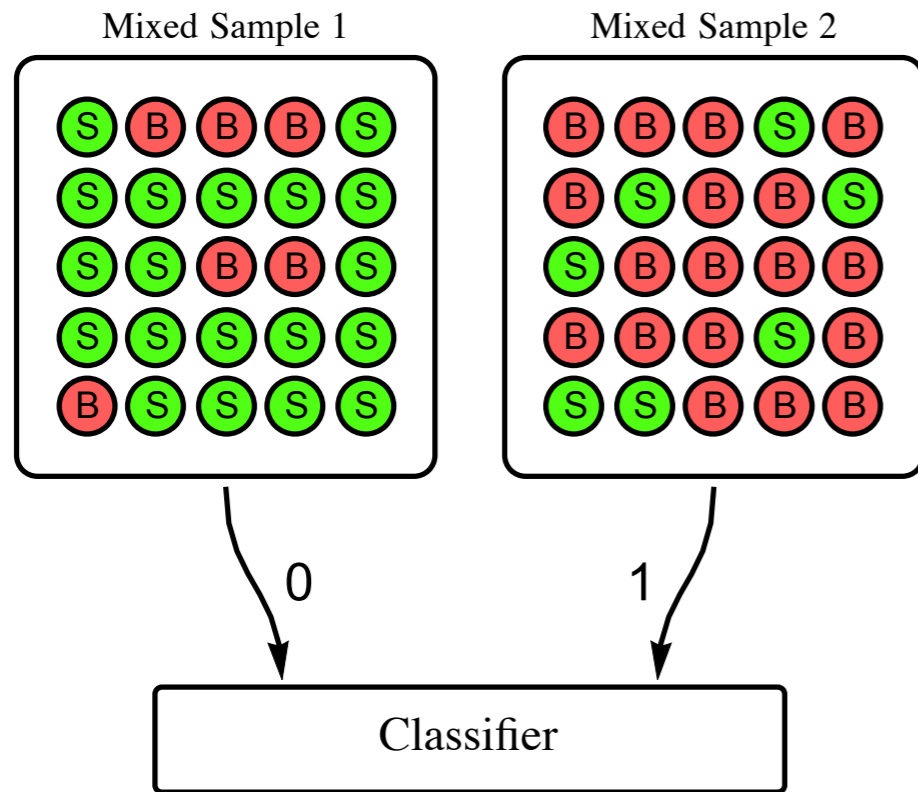 Mixed Sample 1 Mixed Sample 2
S B B B S B B B S B
S S S S S B S B B S
S S B B S S B B B B
S S S S S B B B S B
B S S S S S S B B B
0 1
Classifier